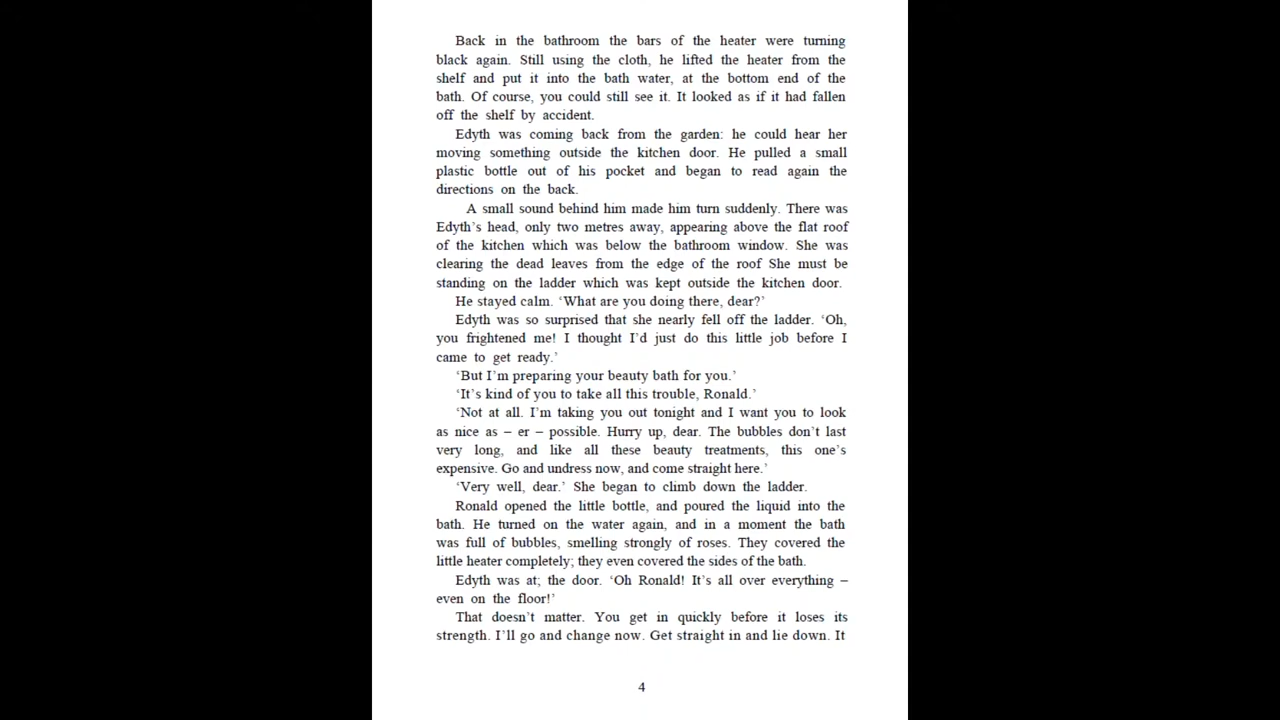 Back in the bathroom the bars of the heater were turning
black again. Still using the cloth, he lifted the heater from the
shelf and put it into the bath water, at the bottom end of the
bath. Of course, you could still see it. It looked as if it had fallen
off the shelf by accident.
Edyth was coming back from the garden: he could hear her
moving something outside the kitchen door. He pulled a small
plastic bottle out of his pocket and began to read again the
directions on the back.
A small sound behind him made him turn suddenly. There was
Edyth's head, only two metres away, appearing above the flat roof
of the kitchen which was below the bathroom window. She was
clearing the dead leaves from the edge of the roof She must be
standing on the ladder which was kept outside the kitchen door.
He stayed calm. ‘What are you doing there, dear?’
Edyth was so surprised that she nearly fell off the ladder. ‘Oh,
you frightened me! I thought I'd just do this little job before I
came to get ready.’
‘But I'm preparing your beauty bath for you.’
‘It's kind of you to take all this trouble, Ronald.’
‘Not at all. I'm taking you out tonight and I want you to look
as nice as – er – possible. Hurry up, dear. The bubbles don't last
very long, and like all these beauty treatments, this one's
expensive. Go and undress now, and come straight here.’
‘Very well, dear.’ She began to climb down the ladder.
Ronald opened the little bottle, and poured the liquid into the
bath. He turned on the water again, and in a moment the bath
was full of bubbles, smelling strongly of roses. They covered the
little heater completely; they even covered the sides of the bath.
Edyth was at; the door. ‘Oh Ronald! It's all over everything –
even on the floor!’
That doesn't matter. You get in quickly before it loses its
strength. I'll go and change now. Get straight in and lie down. It
4